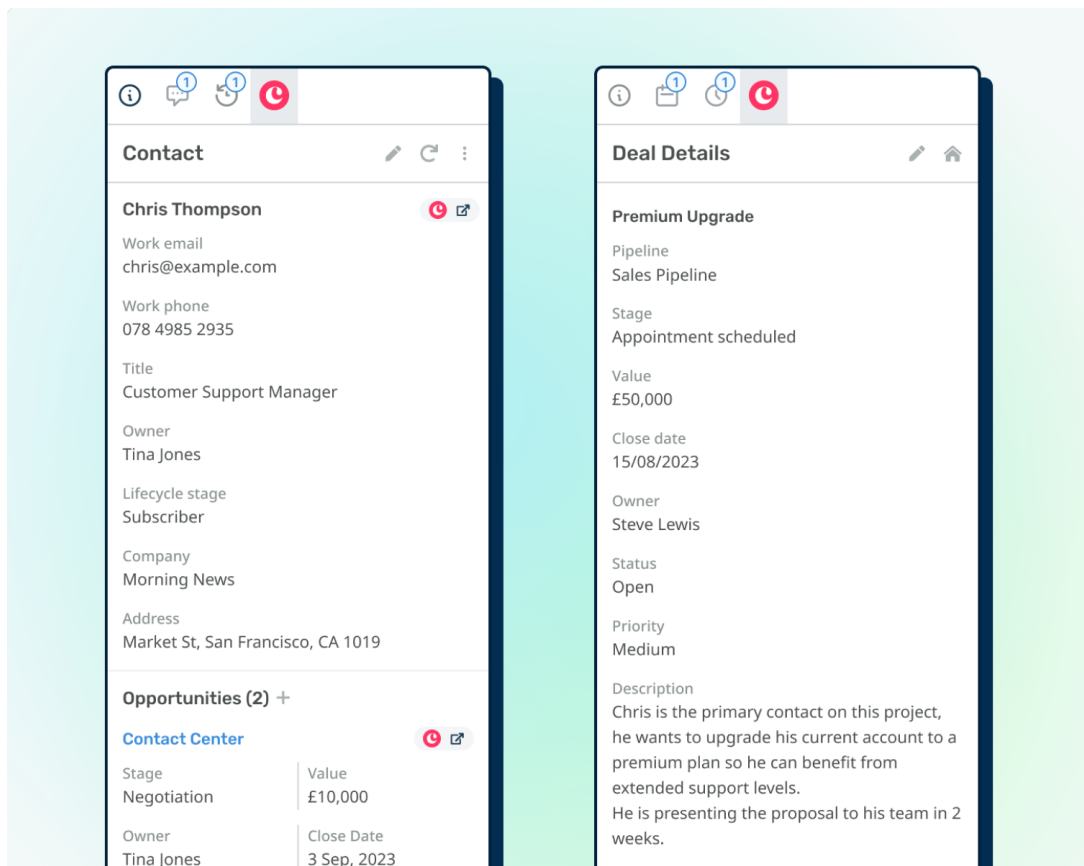 1 1
Contact
Chris Thompson
Work email
chris@example.com
Work phone
078 4985 2935
Title
Customer Support Manager
Owner
Tina Jones
Lifecycle stage
Subscriber
Company
Morning News
Address
Market St, San Francisco, CA 1019
Opportunities (2) +
Contact Center
Stage Value
Negotiation £10,000
Owner Close Date
Tina Jones 3 Sep, 2023
1 1
Deal Details
Premium Upgrade
Pipeline
Sales Pipeline
Stage
Appointment scheduled
Value
£50,000
Close date
15/08/2023
Owner
Steve Lewis
Status
Open
Priority
Medium
Description
Chris is the primary contact on this project,
he wants to upgrade his current account to a
premium plan so he can benefit from
extended support levels.
He is presenting the proposal to his team in 2
weeks.